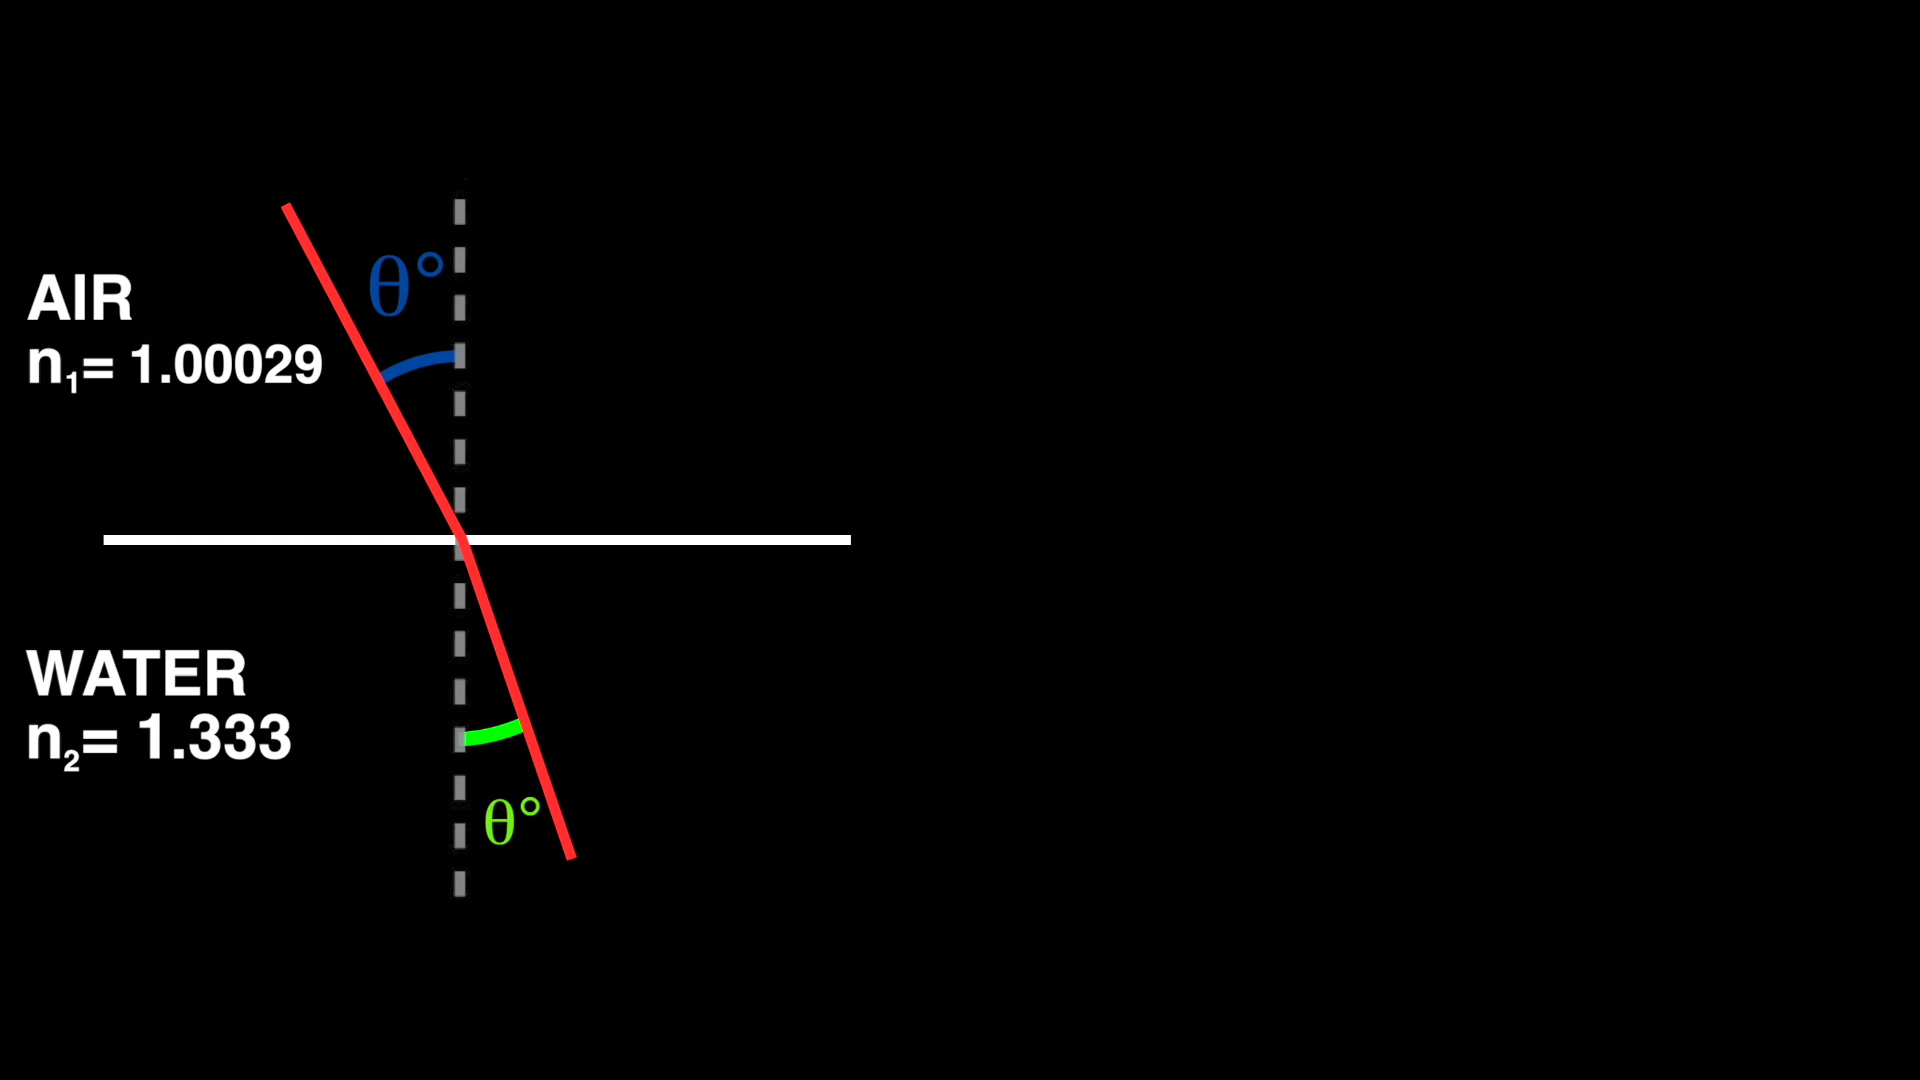 θ°
AIR
n₁= 1.00029
WATER
n₂= 1.333
θ°